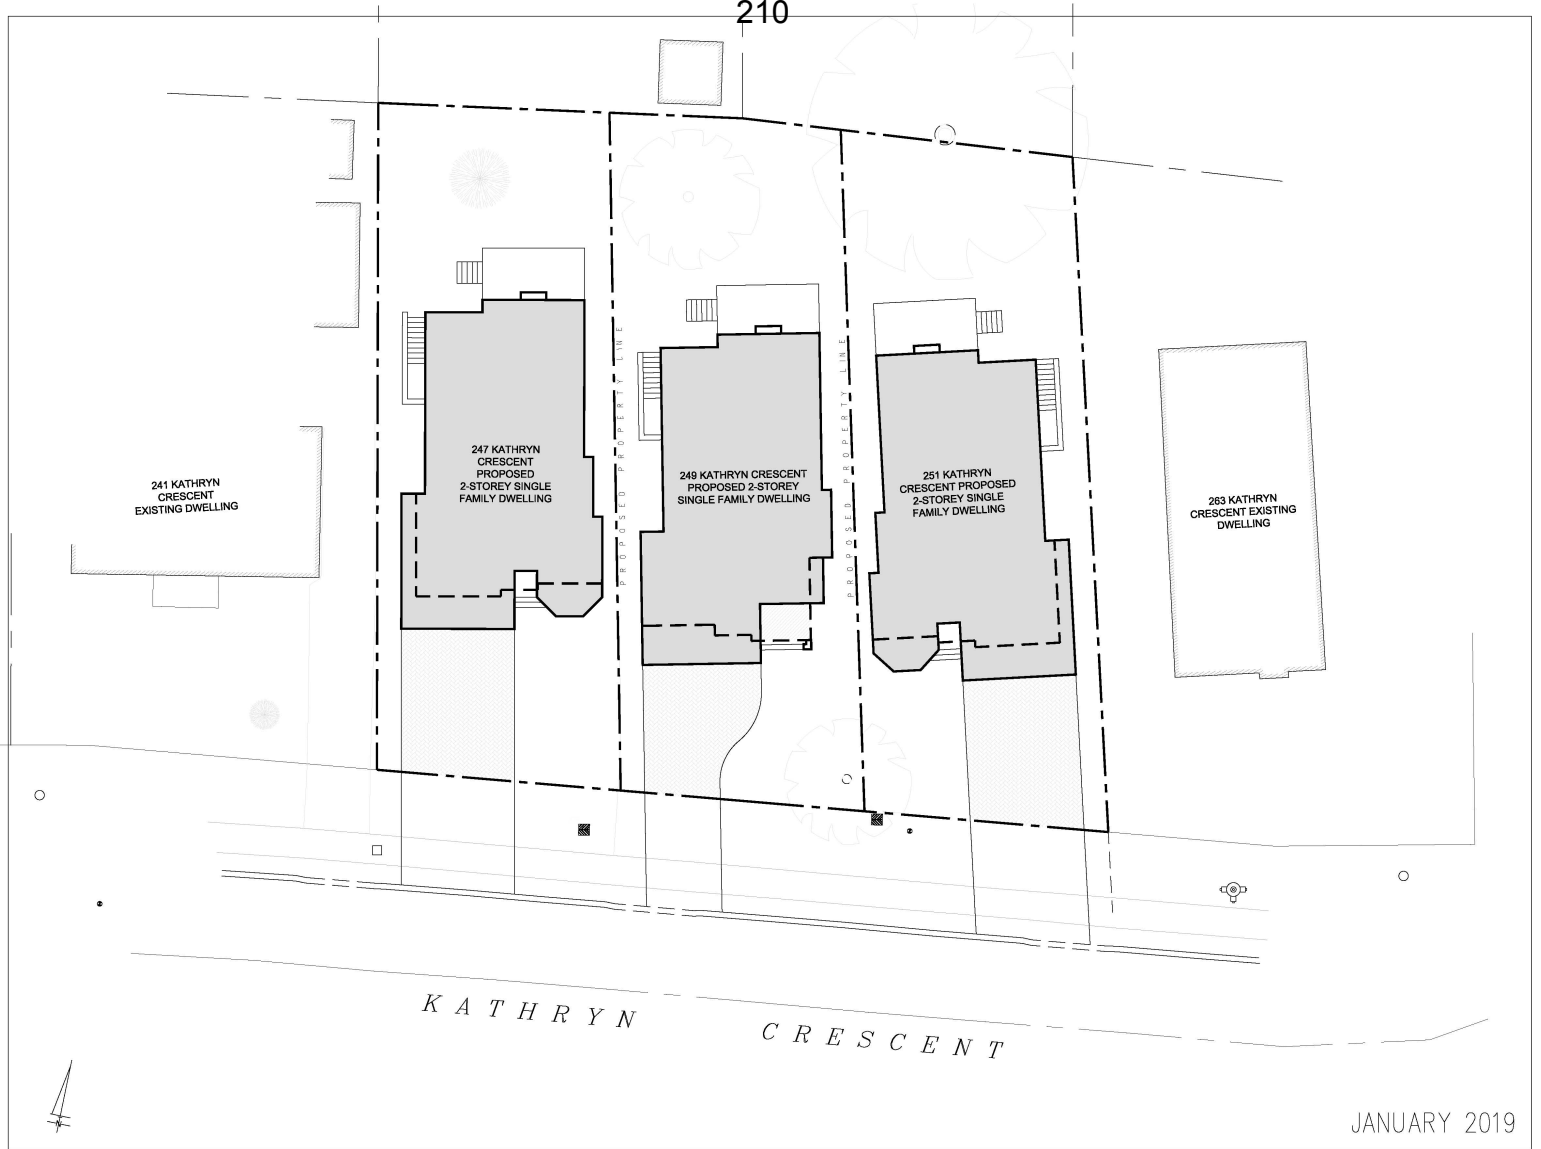 210
247 KATHRYN
CRESCENT
PROPOSED
2-STOREY SINGLE
FAMILY DWELLING
249 KATHRYN CRESCENT
PROPOSED 2-STOREY
SINGLE FAMILY DWELLING
251 KATHRYN
CRESCENT PROPOSED
2-STOREY SINGLE
FAMILY DWELLING
241 KATHRYN
CRESCENT
EXISTING DWELLING
263 KATHRYN
CRESCENT EXISTING
DWELLING
PROPOSED PROPERTY LINE
PROPOSED PROPERTY LINE
KATHRYN CRESCENT
N
JANUARY 2019